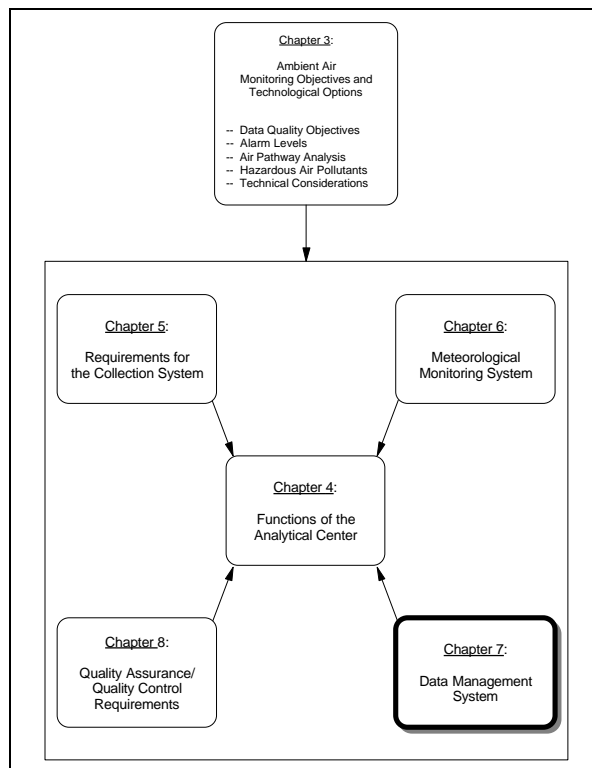 Chapter 3:
Ambient Air
Monitoring Objectives and
Technological Options
-- Data Quality Objectives
-- Alarm Levels
-- Air Pathway Analysis
-- Hazardous Air Pollutants
-- Technical Considerations
Chapter 5:
Requirements for
the Collection System
Chapter 6:
Meteorological
Monitoring System
Chapter 4:
Functions of the
Analytical Center
Chapter 8:
Quality Assurance/
Quality Control
Requirements
Chapter 7:
Data Management
System